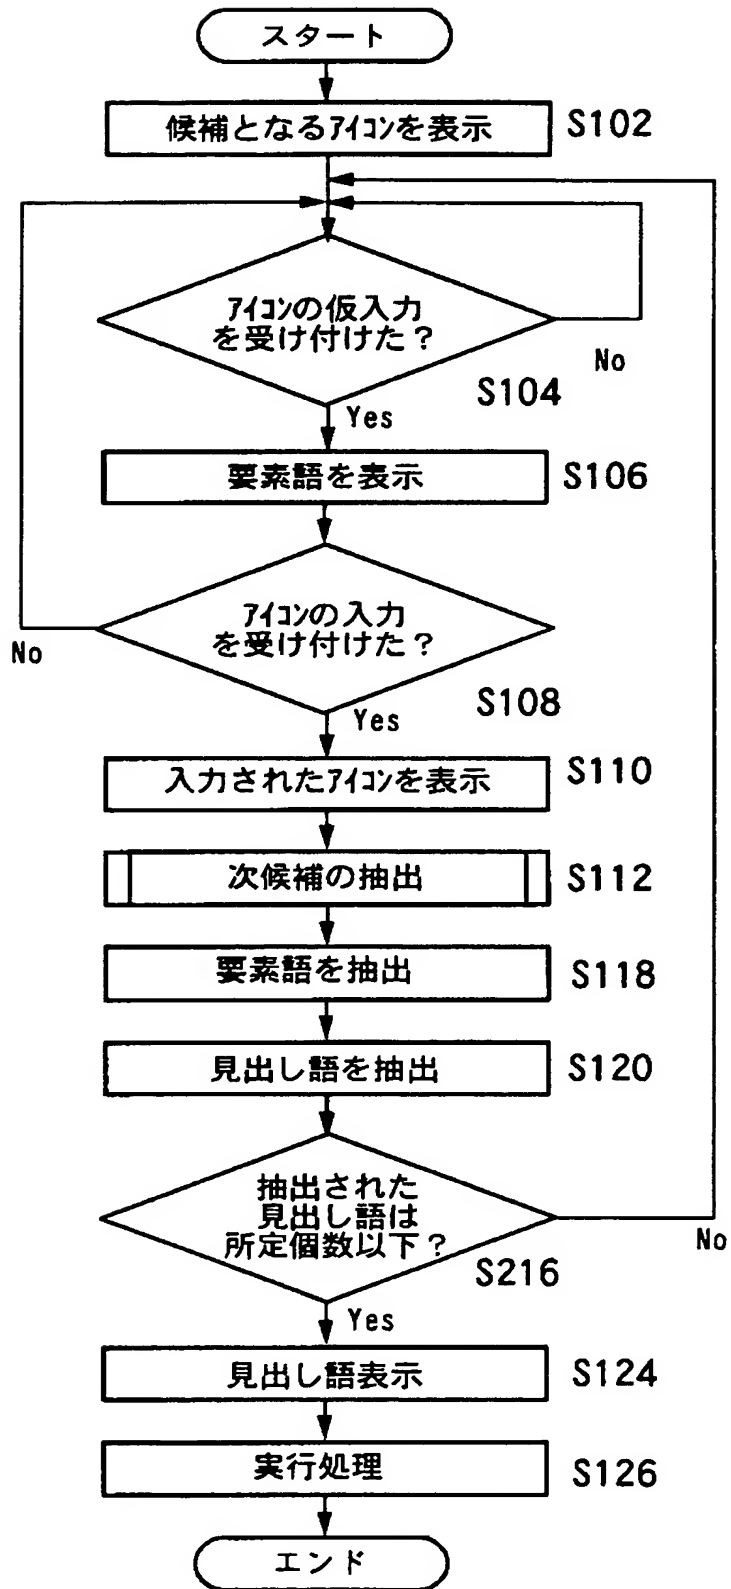 スタート
候補となるアイコンを表示
S102
アイコンの仮入力
を受け付けた?
No
S104
Yes
要素語を表示
S106
アイコンの入力
を受け付けた?
No
S108
Yes
入力されたアイコンを表示
S110
次候補の抽出
S112
要素語を抽出
S118
見出し語を抽出
S120
抽出された
見出し語は
所定個数以下?
No
S216
Yes
見出し語表示
S124
実行処理
S126
エンド